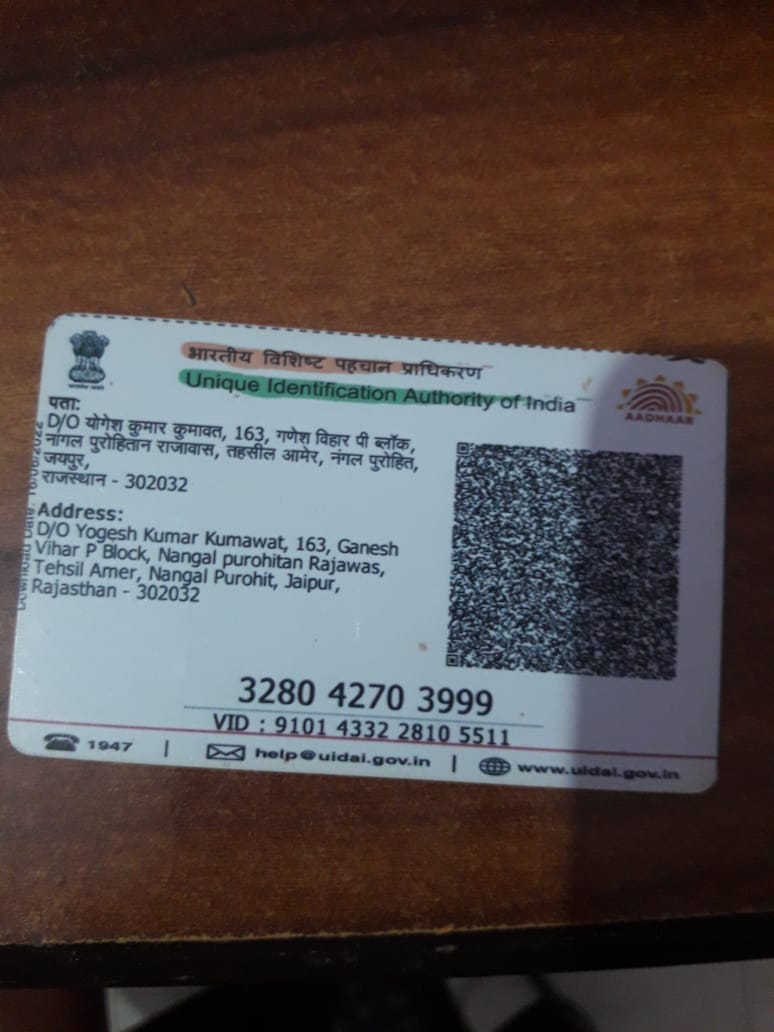 भारतीय विशिष्ट पहचान प्राधिकरण
Unique Identification Authority of India
AADHAAR
पता:
D/O योगेश कुमार कुमावत, 163, गणेश विहार पी ब्लॉक,
नांगल पुरोहितान राजावास, तहसील आमेर, नंगल पुरोहित,
जयपुर,
राजस्थान - 302032
Address:
D/O Yogesh Kumar Kumawat, 163, Ganesh
Vihar P Block, Nangal purohitan Rajawas,
Tehsil Amer, Nangal Purohit, Jaipur,
Rajasthan - 302032
3280 4270 3999
VID : 9101 4332 2810 5511
1947 | help@uidai.gov.in | www.uidai.gov.in